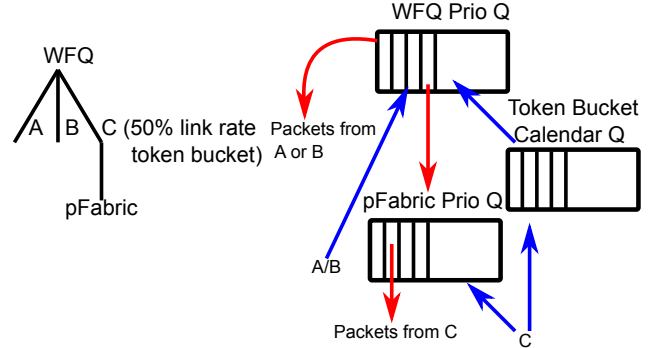 WFQ
A
B
C (50% link rate
token bucket)
pFabric
WFQ Prio Q
Packets from
A or B
Token Bucket
Calendar Q
pFabric Prio Q
A/B
Packets from C
C